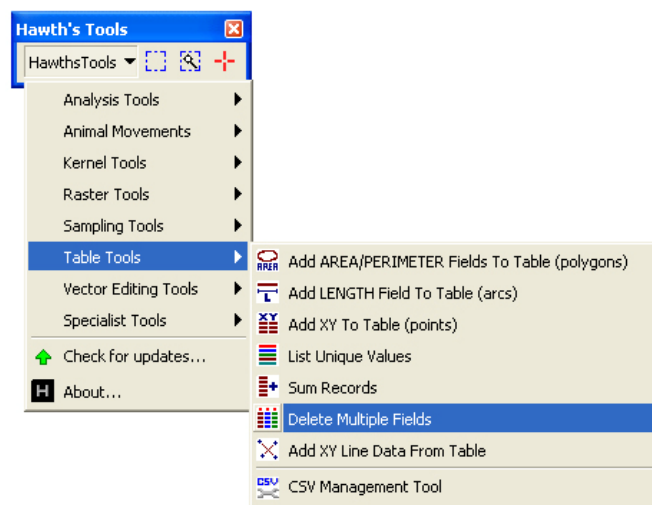 Hawth's Tools
HawthsTools
Analysis Tools
Animal Movements
Kernel Tools
Raster Tools
Sampling Tools
Table Tools
Vector Editing Tools
Specialist Tools
Check for updates...
H About...
AREA Add AREA/PERIMETER Fields To Table (polygons)
L Add LENGTH Field To Table (arcs)
XY Add XY To Table (points)
List Unique Values
Sum Records
Delete Multiple Fields
Add XY Line Data From Table
CSV CSV Management Tool